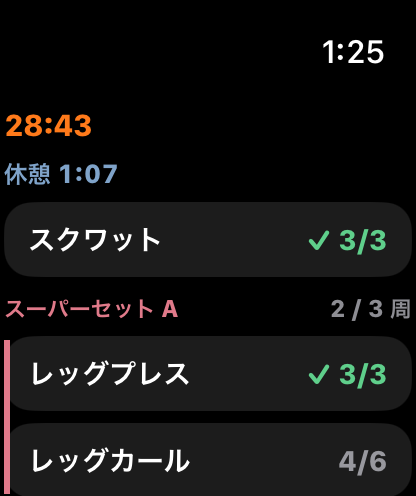 1:25
28:43
休憩 1:07
スクワット ✓ 3/3
スーパーセット A 2 / 3 周
レッグプレス ✓ 3/3
レッグカール 4/6